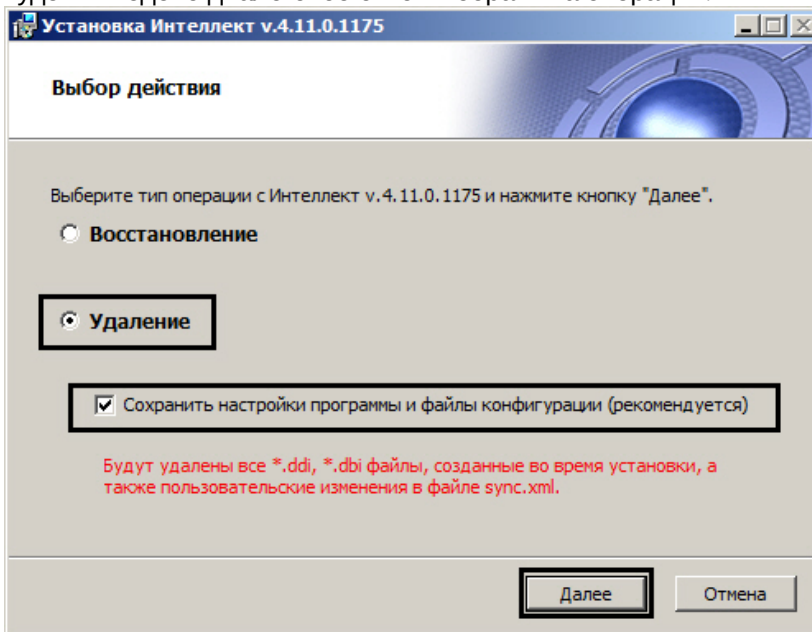 Установка Интеллект v.4.11.0.1175
Выбор действия
Выберите тип операции с Интеллект v.4.11.0.1175 и нажмите кнопку "Далее".
Восстановление
Удаление
Сохранить настройки программы и файлы конфигурации (рекомендуется)
Будут удалены все *.ddi, *.dbi файлы, созданные во время установки, а
также пользовательские изменения в файле sync.xml.
Далее
Отмена